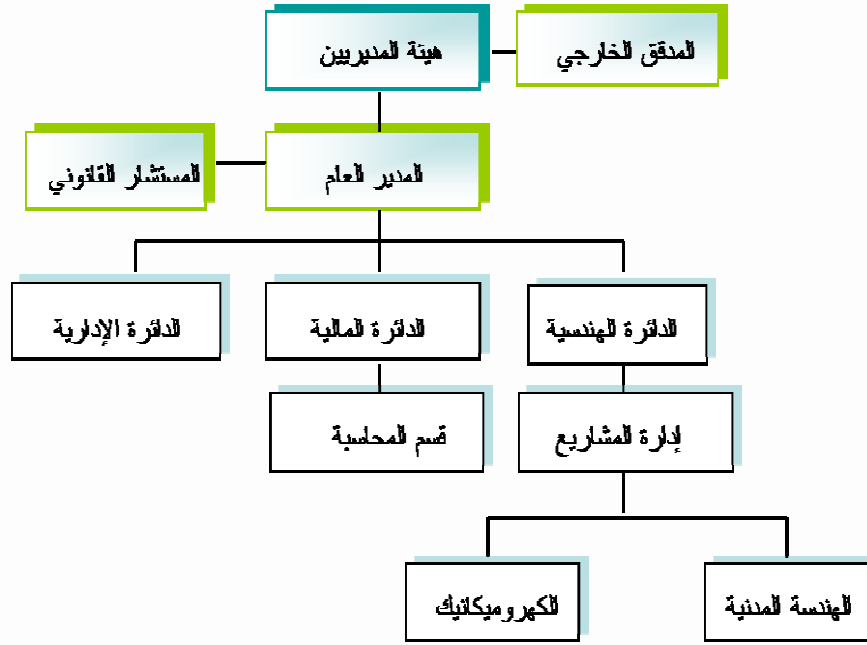 المدقق الخارجي
هيئة المديريين
المدير العام
المستشار القانوني
الدائرة الهندسية
الدائرة المالية
الدائرة الإدارية
إدارة المشاريع
قسم المحاسبة
الهندسة المدنية
الكهروميكانيك